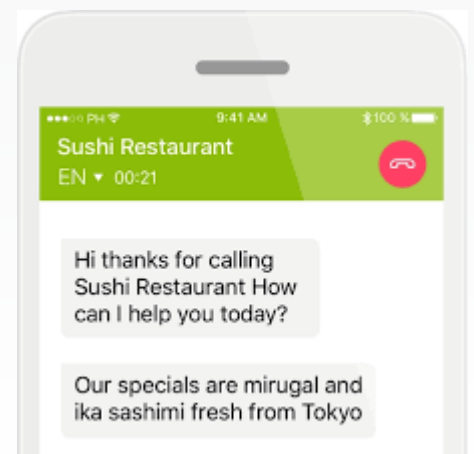 PH 9:41 AM 100 %
Sushi Restaurant
EN 00:21
Hi thanks for calling
Sushi Restaurant How
can I help you today?
Our specials are mirugal and
ika sashimi fresh from Tokyo